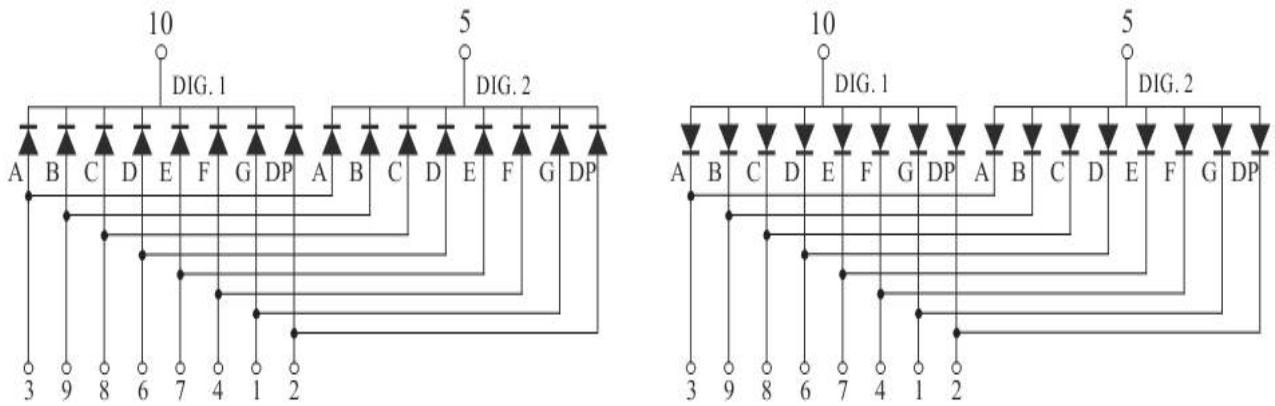 10 5 10 5
DIG. 1 DIG. 2 DIG. 1 DIG. 2
A B C D E F G DP A B C D E F G DP A B C D E F G DP A B C D E F G DP
3 9 8 6 7 4 1 2 3 9 8 6 7 4 1 2